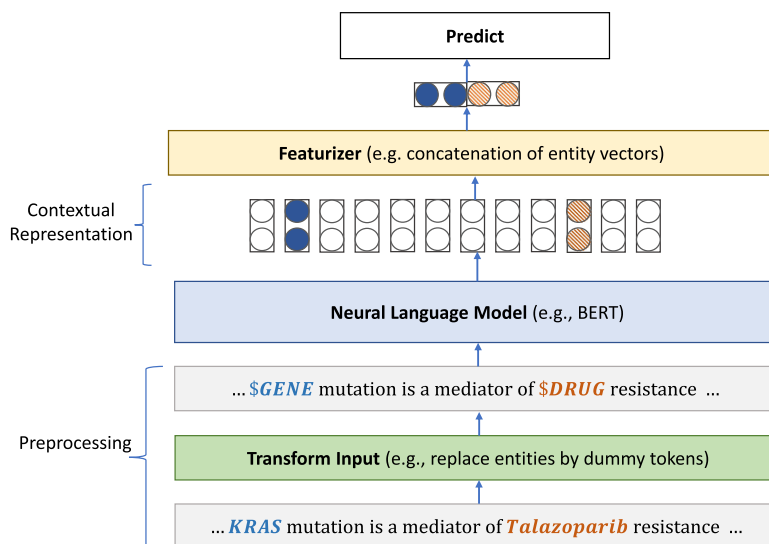 Predict
Featurizer (e.g. concatenation of entity vectors)
Contextual
Representation
Neural Language Model (e.g., BERT)
... $GENE mutation is a mediator of $DRUG resistance ...
Preprocessing
Transform Input (e.g., replace entities by dummy tokens)
... KRAS mutation is a mediator of Talazoparib resistance ...